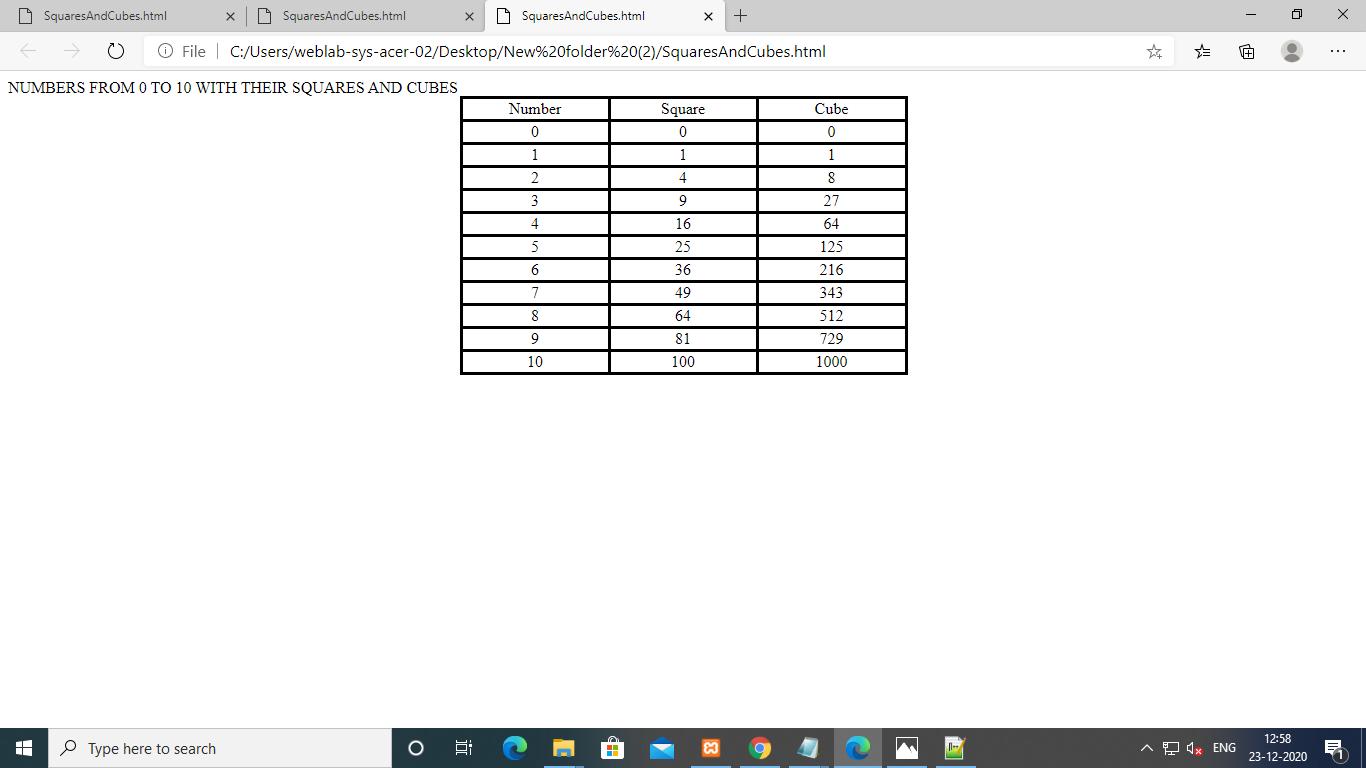 SquaresAndCubes.html SquaresAndCubes.html SquaresAndCubes.html
File C:/Users/weblab-sys-acer-02/Desktop/New%20folder%20(2)/SquaresAndCubes.html
NUMBERS FROM 0 TO 10 WITH THEIR SQUARES AND CUBES
Number Square Cube
0 0 0
1 1 1
2 4 8
3 9 27
4 16 64
5 25 125
6 36 216
7 49 343
8 64 512
9 81 729
10 100 1000
Type here to search
ENG
12:58
23-12-2020
1